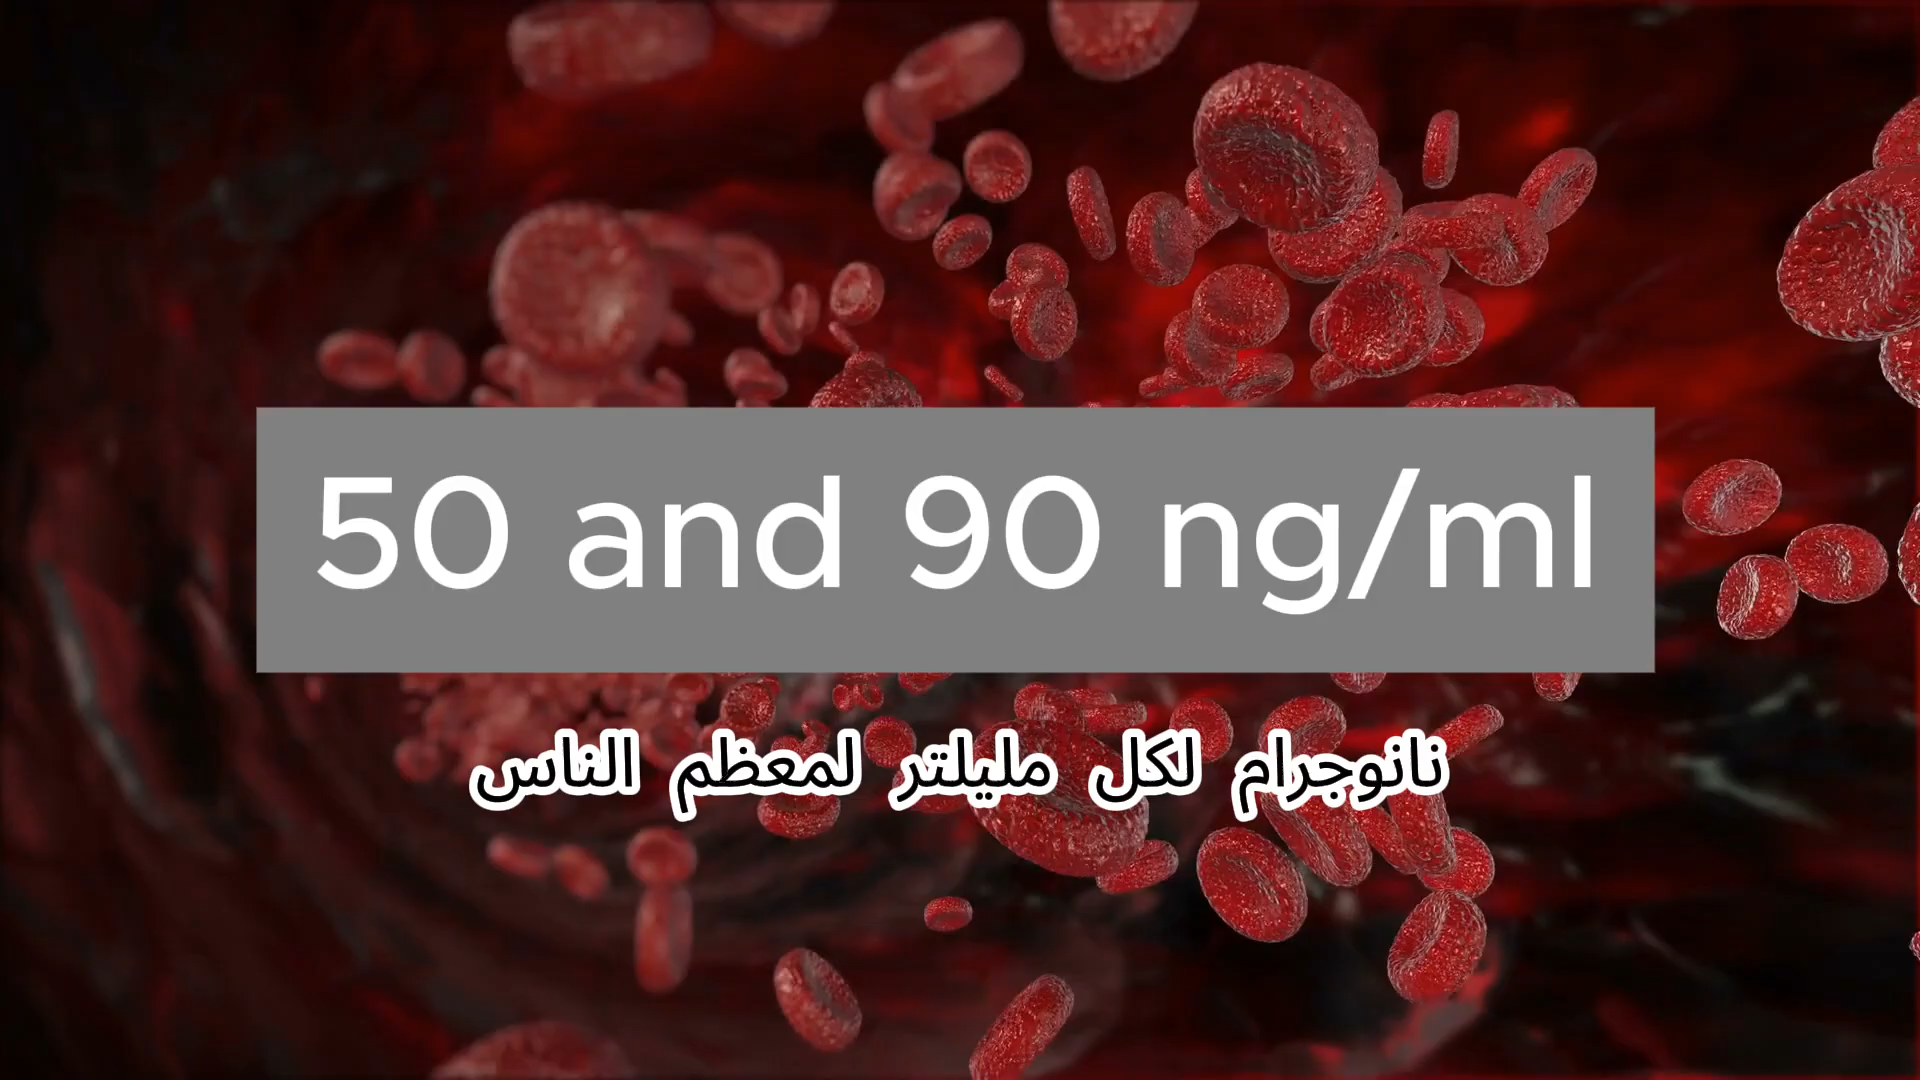 50 and 90 ng/ml
نانوجرام لكل مليلتر لمعظم الناس